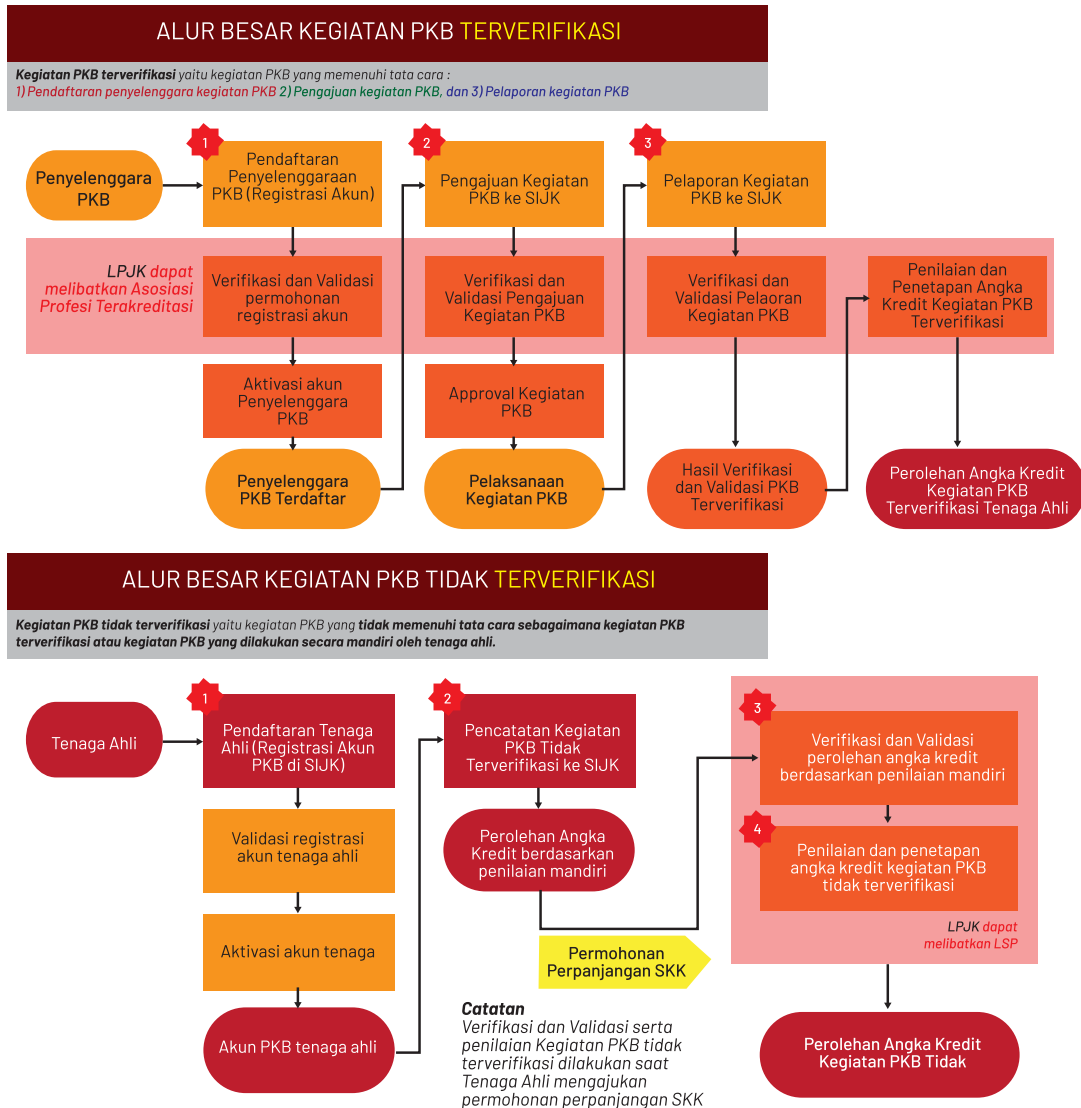 ALUR BESAR KEGIATAN PKB TERVERIFIKASI
Kegiatan PKB terverifikasi yaitu kegiatan PKB yang memenuhi tata cara :
1) Pendaftaran penyelenggara kegiatan PKB 2) Pengajuan kegiatan PKB, dan 3) Pelaporan kegiatan PKB
Penyelenggara
PKB
1
Pendaftaran
Penyelenggaraan
PKB (Registrasi Akun)
2
Pengajuan Kegiatan
PKB ke SIJK
3
Pelaporan Kegiatan
PKB ke SIJK
LPJK dapat
melibatkan Asosiasi
Profesi Terakreditasi
Verifikasi dan Validasi
permohonan
registrasi akun
Verifikasi dan
Validasi Pengajuan
Kegiatan PKB
Verifikasi dan
Validasi Pelaoran
Kegiatan PKB
Penilaian dan
Penetapan Angka
Kredit Kegiatan PKB
Terverifikasi
Aktivasi akun
Penyelenggara
PKB
Approval Kegiatan
PKB
Penyelenggara
PKB Terdaftar
Pelaksanaan
Kegiatan PKB
Hasil Verifikasi
dan Validasi PKB
Terverifikasi
Perolehan Angka Kredit
Kegiatan PKB
Terverifikasi Tenaga Ahli
ALUR BESAR KEGIATAN PKB TIDAK TERVERIFIKASI
Kegiatan PKB tidak terverifikasi yaitu kegiatan PKB yang tidak memenuhi tata cara sebagaimana kegiatan PKB
terverifikasi atau kegiatan PKB yang dilakukan secara mandiri oleh tenaga ahli.
Tenaga Ahli
1
Pendaftaran Tenaga
Ahli (Registrasi Akun
PKB di SIJK)
2
Pencatatan Kegiatan
PKB Tidak
Terverifikasi ke SIJK
3
Verifikasi dan Validasi
perolehan angka kredit
berdasarkan penilaian mandiri
Validasi registrasi
akun tenaga ahli
Perolehan Angka
Kredit berdasarkan
penilaian mandiri
4
Penilaian dan penetapan
angka kredit kegiatan PKB
tidak terverifikasi
LPJK dapat
melibatkan LSP
Aktivasi akun tenaga
Permohonan
Perpanjangan SKK
Akun PKB tenaga ahli
Catatan
Verifikasi dan Validasi serta
penilaian Kegiatan PKB tidak
terverifikasi dilakukan saat
Tenaga Ahli mengajukan
permohonan perpanjangan SKK
Perolehan Angka Kredit
Kegiatan PKB Tidak